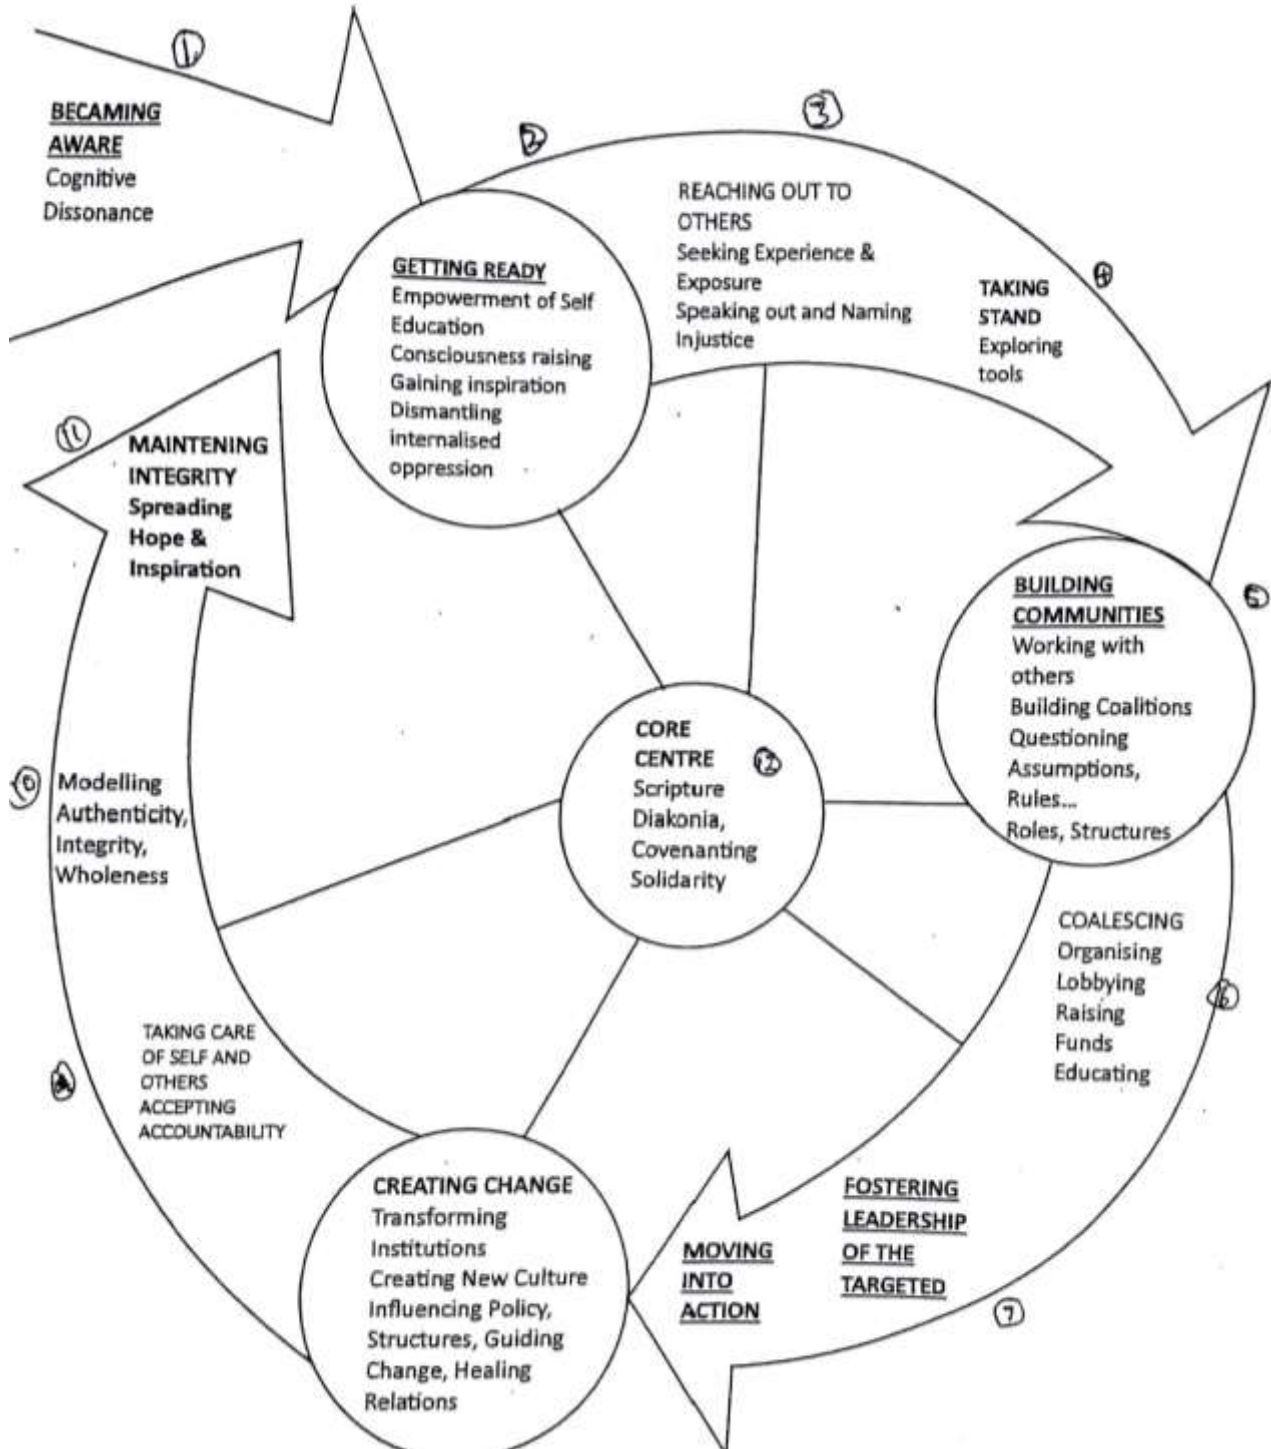 1
BECAMING
AWARE
Cognitive
Dissonance
2
GETTING READY
Empowerment of Self
Education
Consciousness raising
Gaining inspiration
Dismantling
internalised
oppression
3
REACHING OUT TO
OTHERS
Seeking Experience &
Exposure
Speaking out and Naming
Injustice
4
TAKING
STAND
Exploring
tools
5
BUILDING
COMMUNITIES
Working with
others
Building Coalitions
Questioning
Assumptions,
Rules...
Roles, Structures
6
COALESCING
Organising
Lobbying
Raising
Funds
Educating
7
FOSTERING
LEADERSHIP
OF THE
TARGETED
MOVING
INTO
ACTION
CREATING CHANGE
Transforming
Institutions
Creating New Culture
Influencing Policy,
Structures, Guiding
Change, Healing
Relations
TAKING CARE
OF SELF AND
OTHERS
ACCEPTING
ACCOUNTABILITY
10
Modelling
Authenticity,
Integrity,
Wholeness
11
MAINTENING
INTEGRITY
Spreading
Hope &
Inspiration
CORE
CENTRE
12
Scripture
Diakonia,
Covenanting
Solidarity